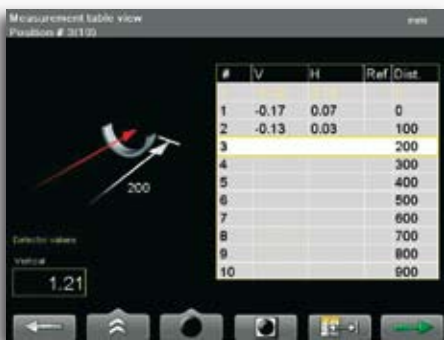 Measurement table view mm
Position # 3(10)
# V H Ref Dist.
1 -0.17 0.07 0
2 -0.13 0.03 100
3 200
4 300
5 400
6 500
7 600
8 700
9 800
10 900
200
Detector values
Vertical
1.21